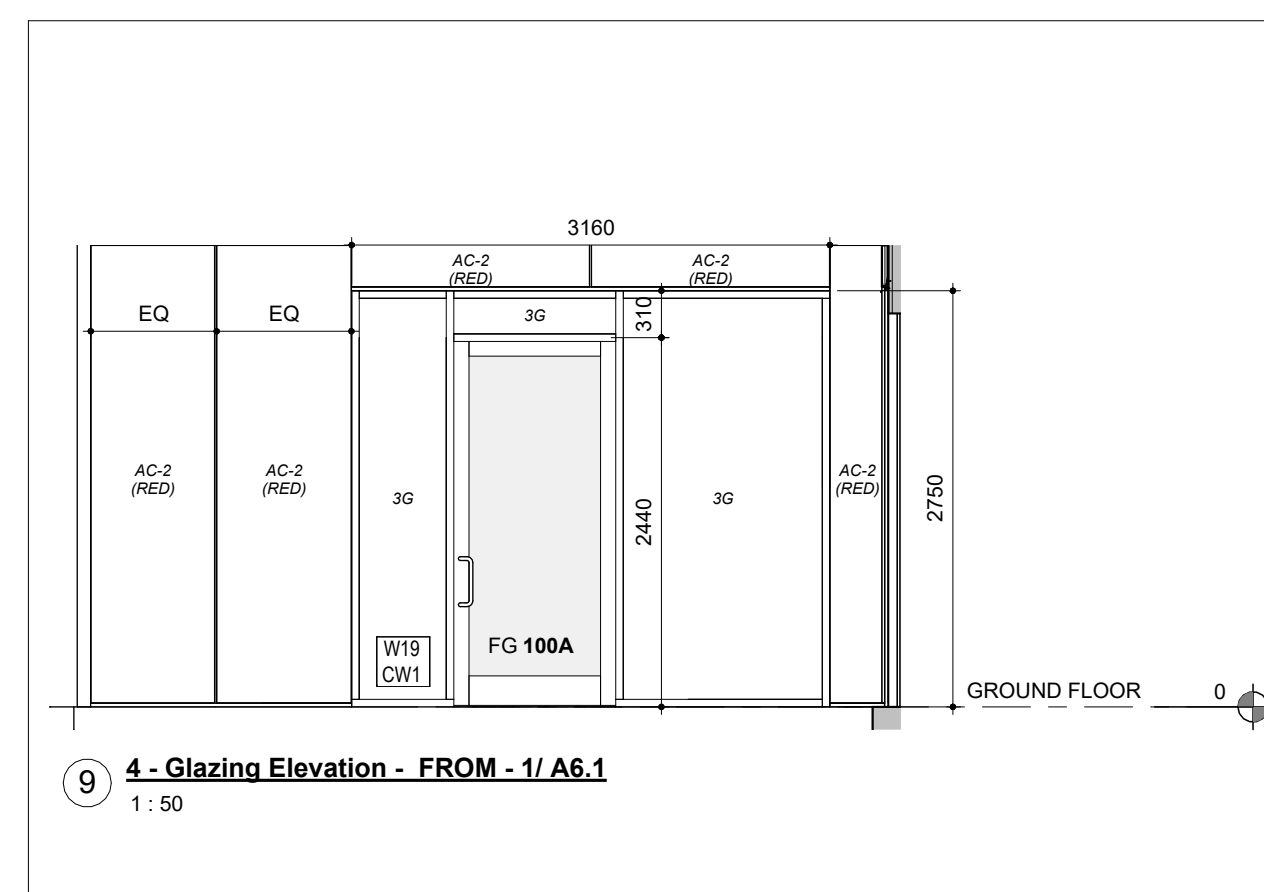 3160
AC-2
(RED)
AC-2
(RED)
EQ
EQ
3G
310
AC-2
(RED)
AC-2
(RED)
3G
2440
3G
AC-2
(RED)
2750
W19
CW1
FG 100A
GROUND FLOOR
0
9
4 - Glazing Elevation - FROM - 1/ A6.1
1 : 50